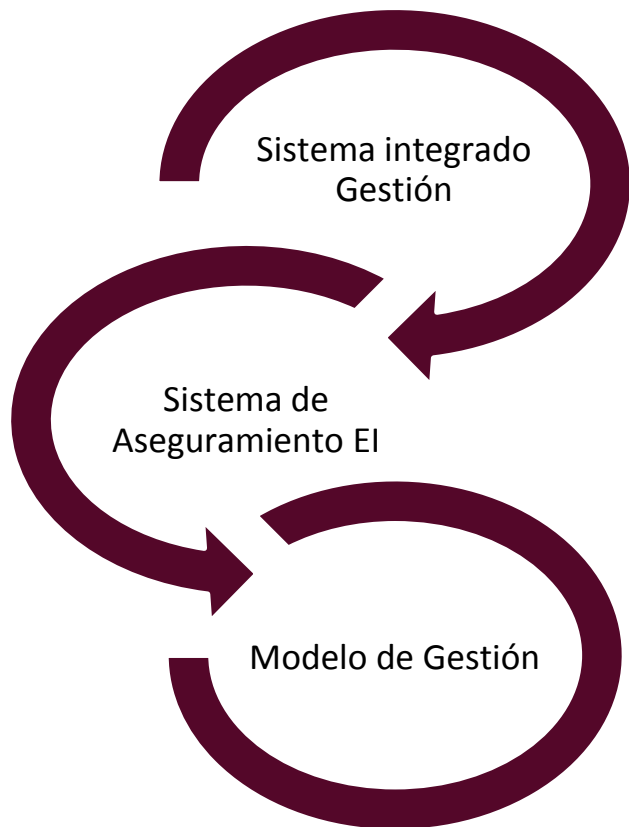 Sistema integrado
Gestión
Sistema de
Aseguramiento EI
Modelo de Gestión